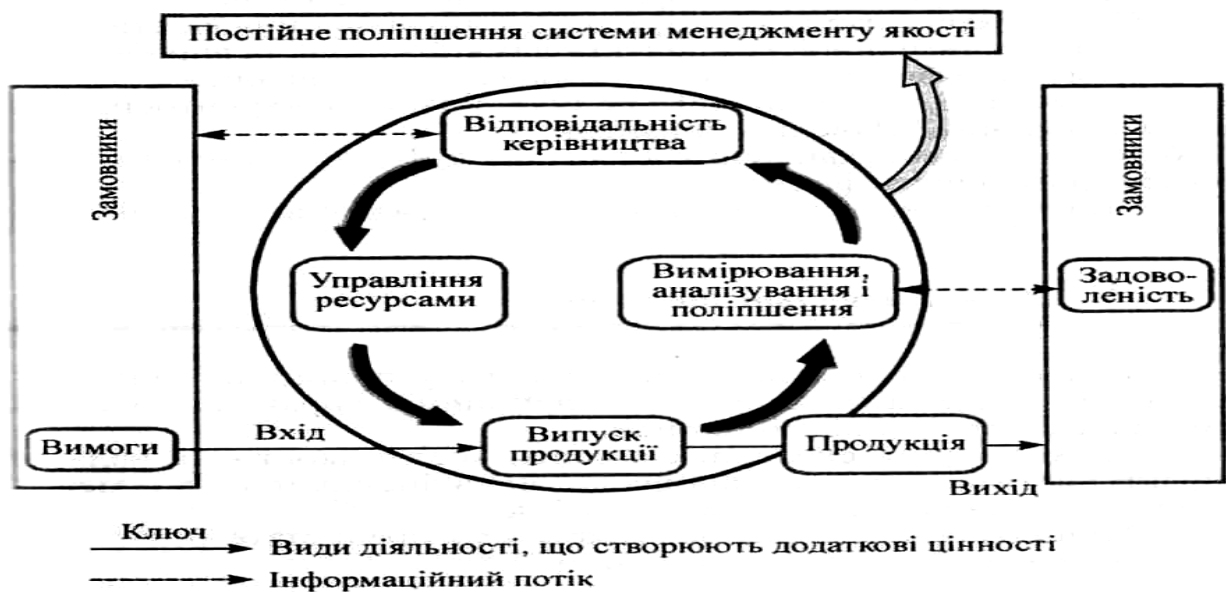 Постійне поліпшення системи менеджменту якості
Замовники
Відповідальність
керівництва
Замовники
Управління
ресурсами
Вимірювання,
аналізування і
поліпшення
Задово-
леність
Вимоги
Вхід
Випуск
продукції
Продукція
Вихід
Ключ
Види діяльності, що створюють додаткові цінності
Інформаційний потік